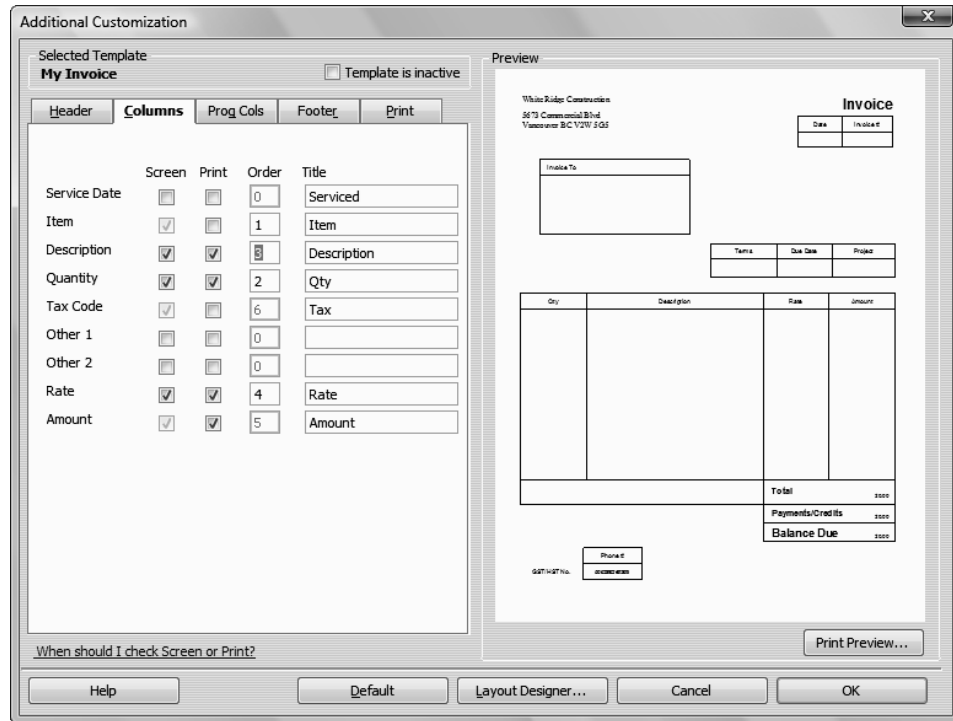 Additional Customization
Selected Template
My Invoice
Template is inactive
Header Columns Prog Cols Footer Print
Screen Print Order Title
Service Date 0 Serviced
Item 1 Item
Description 3 Description
Quantity 2 Qty
Tax Code 6 Tax
Other 1 0
Other 2 0
Rate 4 Rate
Amount 5 Amount
When should I check Screen or Print?
Preview
White Ridge Construction
5673 Commercial Blvd
Vancouver BC V2W 5G5
Invoice
Date Invoice #
Invoice To
Terms Due Date Project
Qty Description Rate Amount
Total
Payments/Credits
Balance Due
Phone #
GST/HST No.
Print Preview...
Help Default Layout Designer... Cancel OK